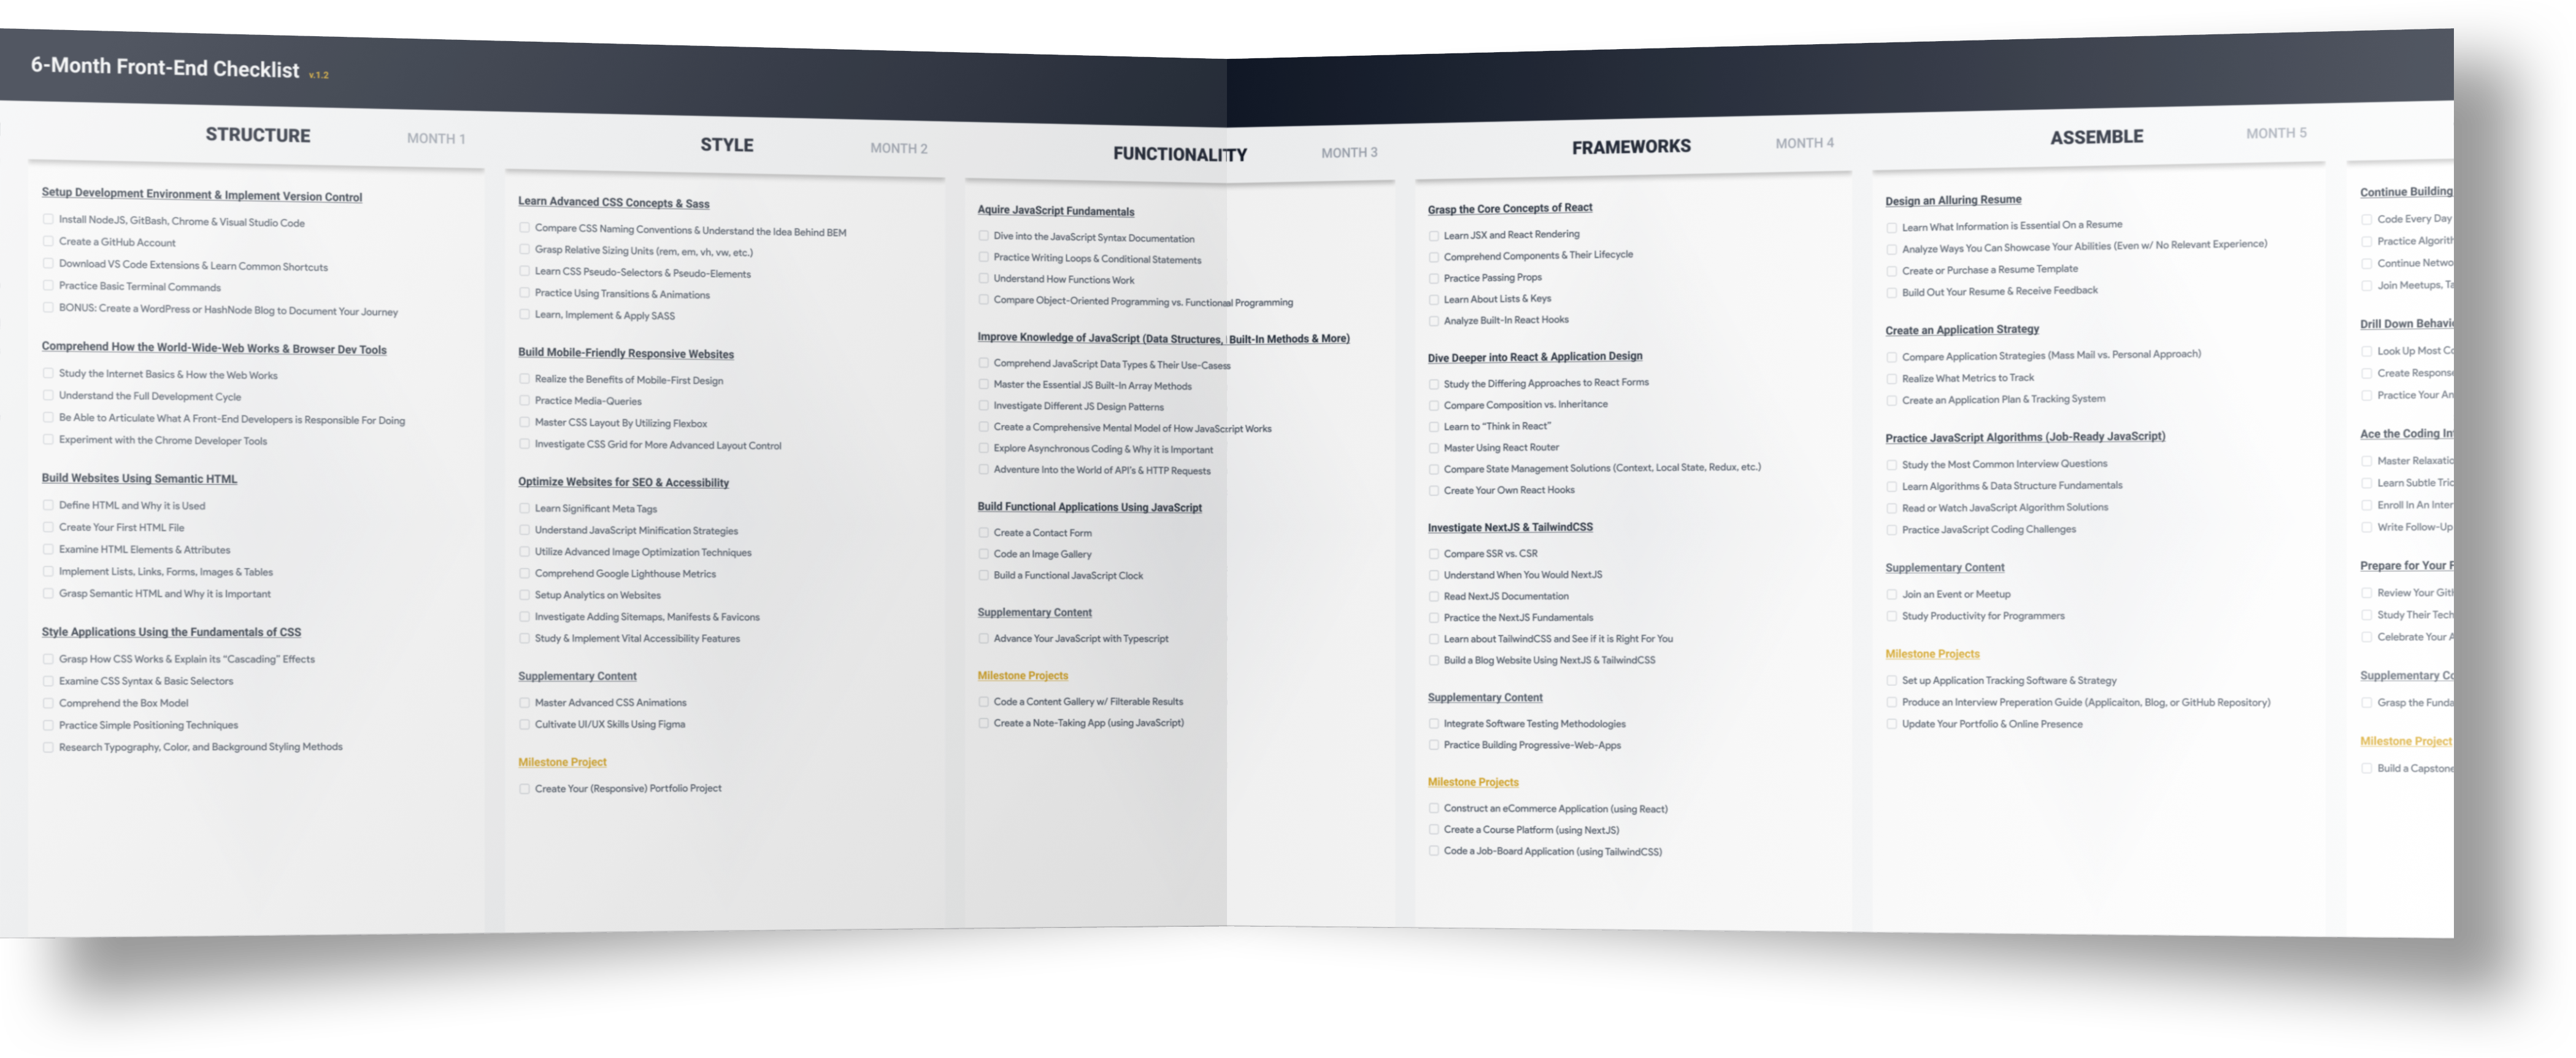 6-Month Front-End Checklist v.1.2
STRUCTURE
MONTH 1
Setup Development Environment & Implement Version Control
Install NodeJS, GitBash, Chrome & Visual Studio Code
Create a GitHub Account
Download VS Code Extensions & Learn Common Shortcuts
Practice Basic Terminal Commands
BONUS: Create a WordPress or HashNode Blog to Document Your Journey
Comprehend How the World-Wide-Web Works & Browser Dev Tools
Study the Internet Basics & How the Web Works
Understand the Full Development Cycle
Be Able to Articulate What A Front-End Developers is Responsible For Doing
Experiment with the Chrome Developer Tools
Build Websites Using Semantic HTML
Define HTML and Why it is Used
Create Your First HTML File
Examine HTML Elements & Attributes
Implement Lists, Links, Forms, Images & Tables
Grasp Semantic HTML and Why it is Important
Style Applications Using the Fundamentals of CSS
Grasp How CSS Works & Explain its “Cascading” Effects
Examine CSS Syntax & Basic Selectors
Comprehend the Box Model
Practice Simple Positioning Techniques
Research Typography, Color, and Background Styling Methods
STYLE
MONTH 2
Learn Advanced CSS Concepts & Sass
Compare CSS Naming Conventions & Understand the Idea Behind BEM
Grasp Relative Sizing Units (rem, em, vh, vw, etc.)
Learn CSS Pseudo-Selectors & Pseudo-Elements
Practice Using Transitions & Animations
Learn, Implement & Apply SASS
Build Mobile-Friendly Responsive Websites
Realize the Benefits of Mobile-First Design
Practice Media-Queries
Master CSS Layout By Utilizing Flexbox
Investigate CSS Grid for More Advanced Layout Control
Optimize Websites for SEO & Accessibility
Learn Significant Meta Tags
Understand JavaScript Minification Strategies
Utilize Advanced Image Optimization Techniques
Comprehend Google Lighthouse Metrics
Setup Analytics on Websites
Investigate Adding Sitemaps, Manifests & Favicons
Study & Implement Vital Accessibility Features
Supplementary Content
Master Advanced CSS Animations
Cultivate UI/UX Skills Using Figma
Milestone Project
Create Your (Responsive) Portfolio Project
FUNCTIONALITY
MONTH 3
Aquire JavaScript Fundamentals
Dive into the JavaScript Syntax Documentation
Practice Writing Loops & Conditional Statements
Understand How Functions Work
Compare Object-Oriented Programming vs. Functional Programming
Improve Knowledge of JavaScript (Data Structures, Built-In Methods & More)
Comprehend JavaScript Data Types & Their Use-Casess
Master the Essential JS Built-In Array Methods
Investigate Different JS Design Patterns
Create a Comprehensive Mental Model of How JavaScript Works
Explore Asynchronous Coding & Why it is Important
Adventure Into the World of API's & HTTP Requests
Build Functional Applications Using JavaScript
Create a Contact Form
Code an Image Gallery
Build a Functional JavaScript Clock
Supplementary Content
Advance Your JavaScript with Typescript
Milestone Projects
Code a Content Gallery w/ Filterable Results
Create a Note-Taking App (using JavaScript)
FRAMEWORKS
MONTH 4
Grasp the Core Concepts of React
Learn JSX and React Rendering
Comprehend Components & Their Lifecycle
Practice Passing Props
Learn About Lists & Keys
Analyze Built-In React Hooks
Dive Deeper into React & Application Design
Study the Differing Approaches to React Forms
Compare Composition vs. Inheritance
Learn to “Think in React”
Master Using React Router
Compare State Management Solutions (Context, Local State, Redux, etc.)
Create Your Own React Hooks
Investigate NextJS & TailwindCSS
Compare SSR vs. CSR
Understand When You Would NextJS
Read NextJS Documentation
Practice the NextJS Fundamentals
Learn about TailwindCSS and See if it is Right For You
Build a Blog Website Using NextJS & TailwindCSS
Supplementary Content
Integrate Software Testing Methodologies
Practice Building Progressive-Web-Apps
Milestone Projects
Construct an eCommerce Application (using React)
Create a Course Platform (using NextJS)
Code a Job-Board Application (using TailwindCSS)
ASSEMBLE
MONTH 5
Design an Alluring Resume
Learn What Information is Essential On a Resume
Analyze Ways You Can Showcase Your Abilities (Even w/ No Relevant Experience)
Create or Purchase a Resume Template
Build Out Your Resume & Receive Feedback
Create an Application Strategy
Compare Application Strategies (Mass Mail vs. Personal Approach)
Realize What Metrics to Track
Create an Application Plan & Tracking System
Practice JavaScript Algorithms (Job-Ready JavaScript)
Study the Most Common Interview Questions
Learn Algorithms & Data Structure Fundamentals
Read or Watch JavaScript Algorithm Solutions
Practice JavaScript Coding Challenges
Supplementary Content
Join an Event or Meetup
Study Productivity for Programmers
Milestone Projects
Set up Application Tracking Software & Strategy
Produce an Interview Preperation Guide (Applicaiton, Blog, or GitHub Repository)
Update Your Portfolio & Online Presence
Continue Building
Code Every Day
Practice
Continue
Join Meetups,
Drill Down
Look Up Most
Create
Practice Your
Ace the Coding
Master
Learn Subtle
Enroll In An
Write Follow-Up
Prepare for Your
Review Your
Study Their
Celebrate Your
Supplementary
Grasp the
Milestone Project
Build a